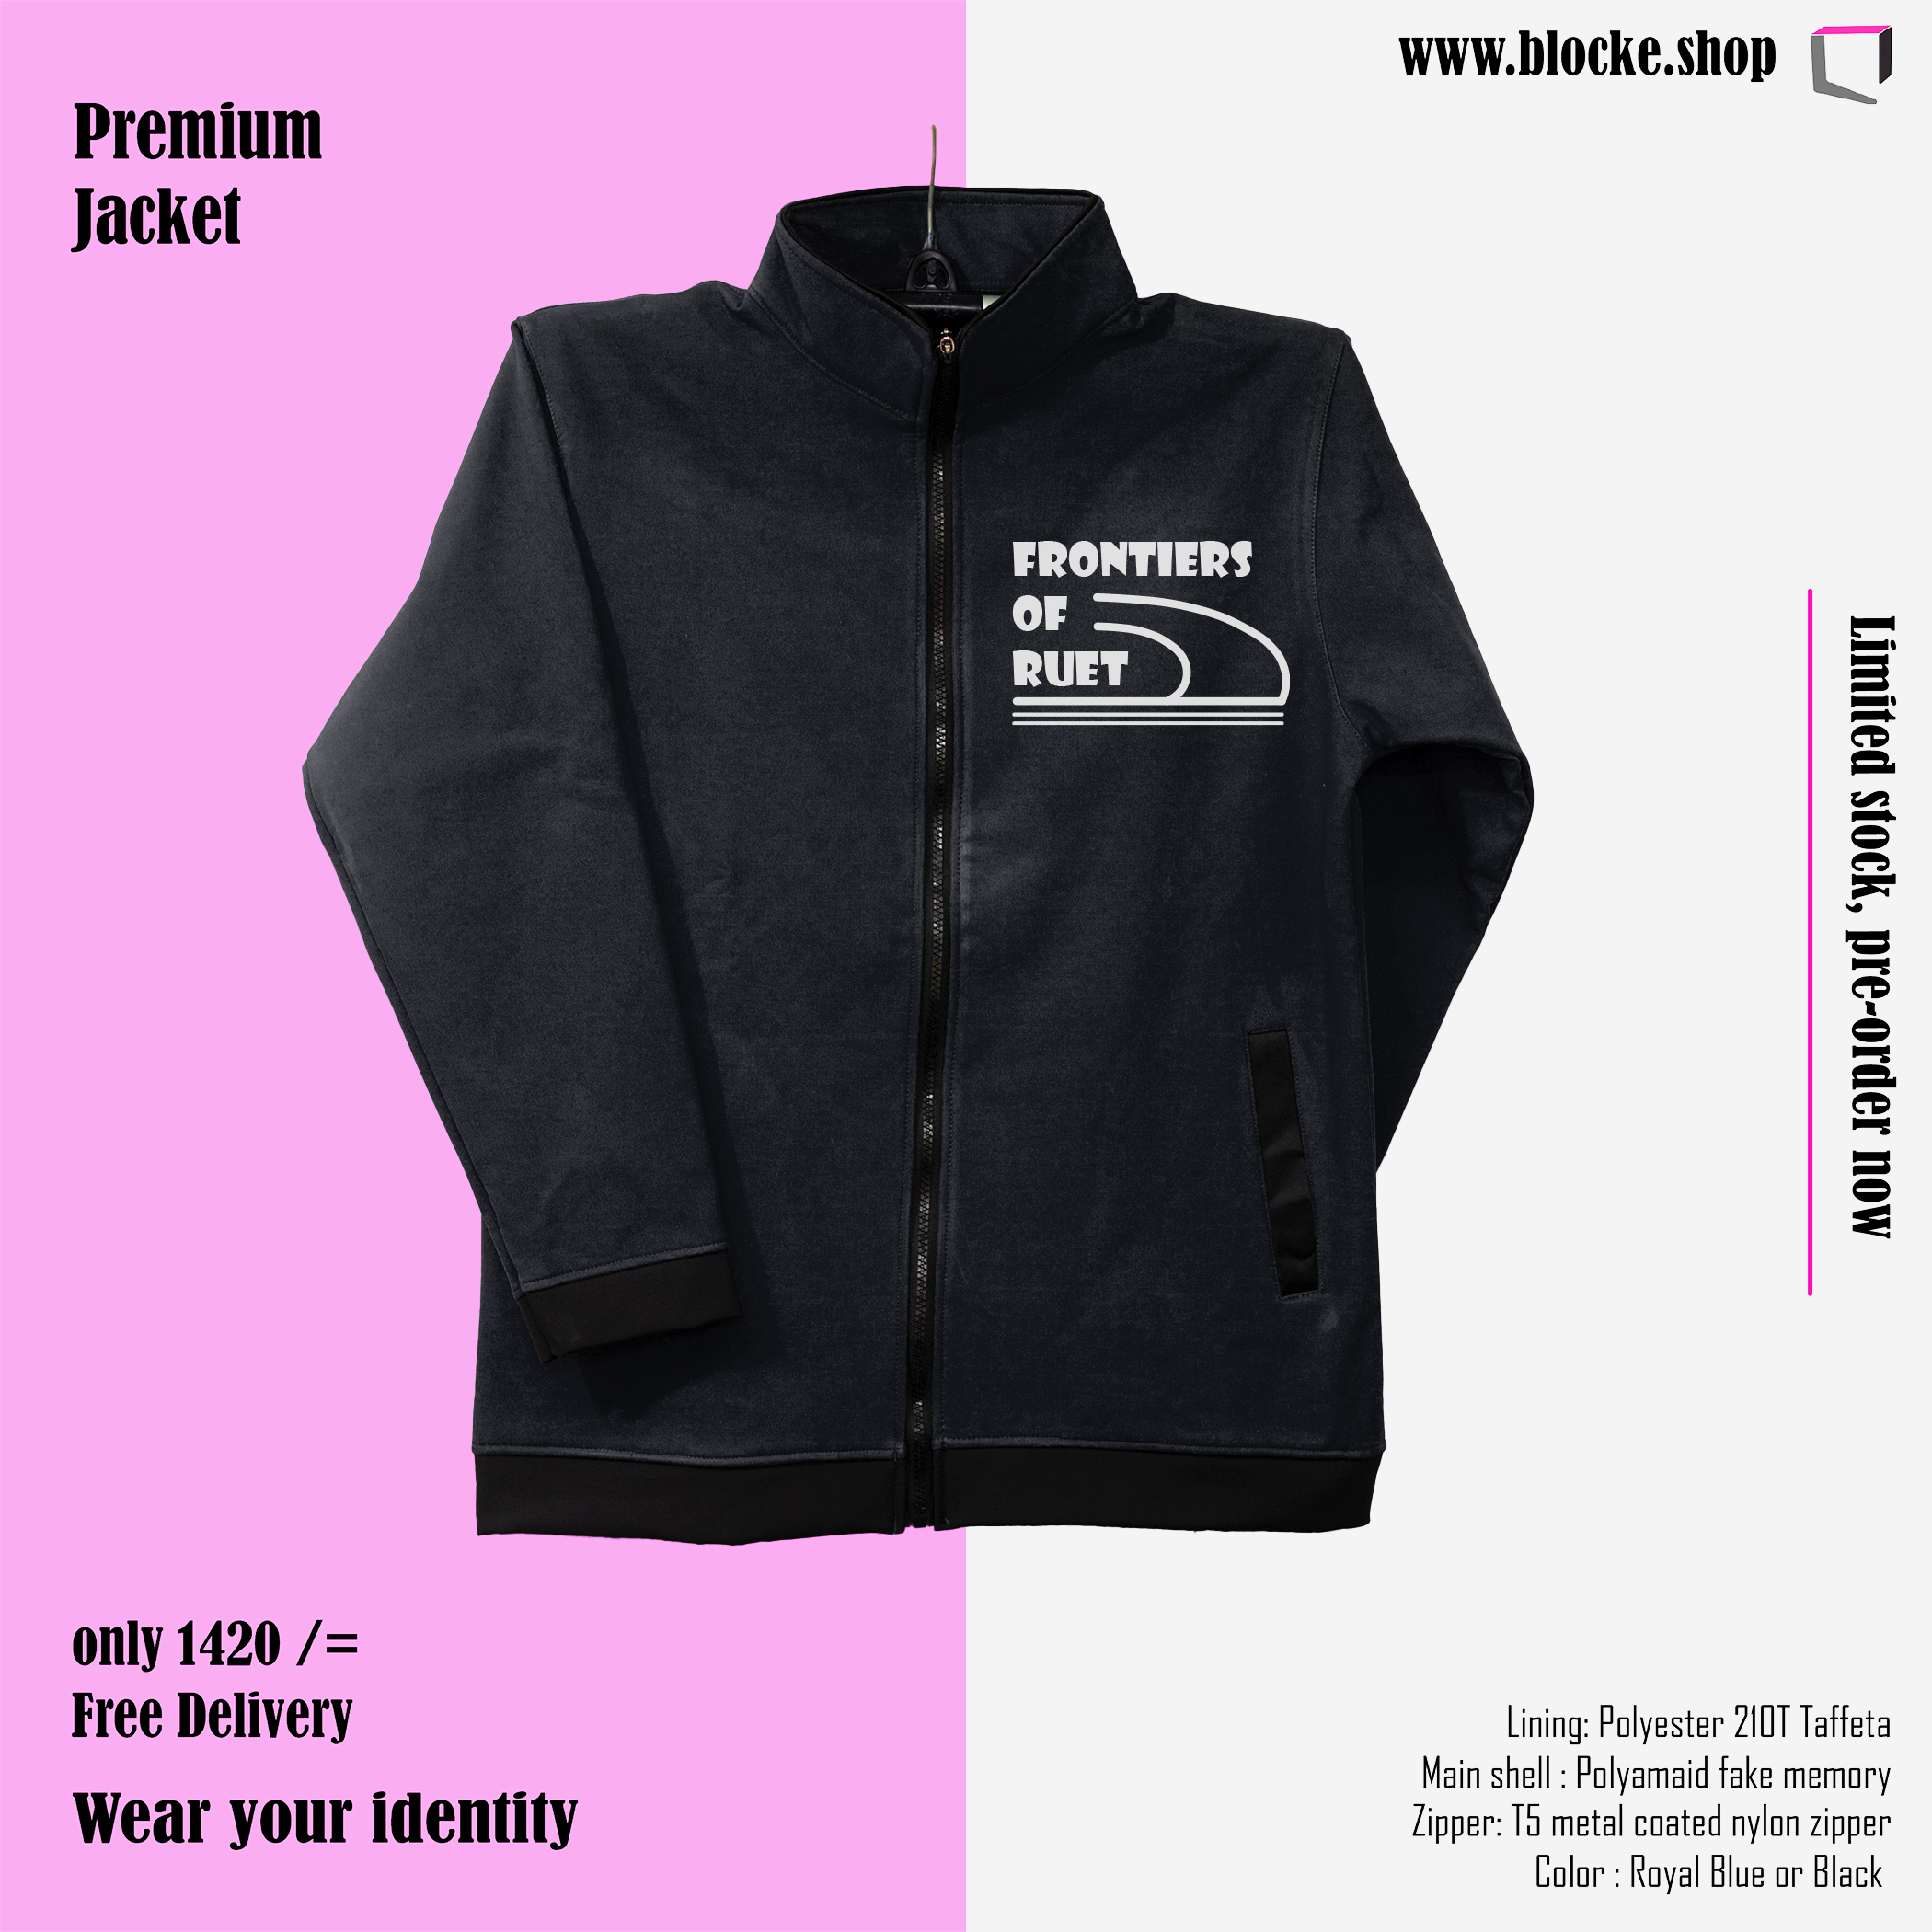 www.blocke.shop
Premium
Jacket
FRONTIERS
OF
RUET
Limited stock, pre-order now
only 1420 /=
Free Delivery
Wear your identity
Lining: Polyester 210T Taffeta
Main shell : Polyamaid fake memory
Zipper: T5 metal coated nylon zipper
Color : Royal Blue or Black